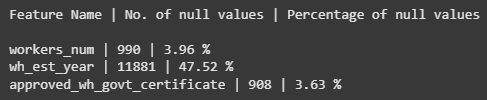 Feature Name | No. of null values | Percentage of null values
workers_num | 990 | 3.96 %
wh_est_year | 11881 | 47.52 %
approved_wh_govt_certificate | 908 | 3.63 %